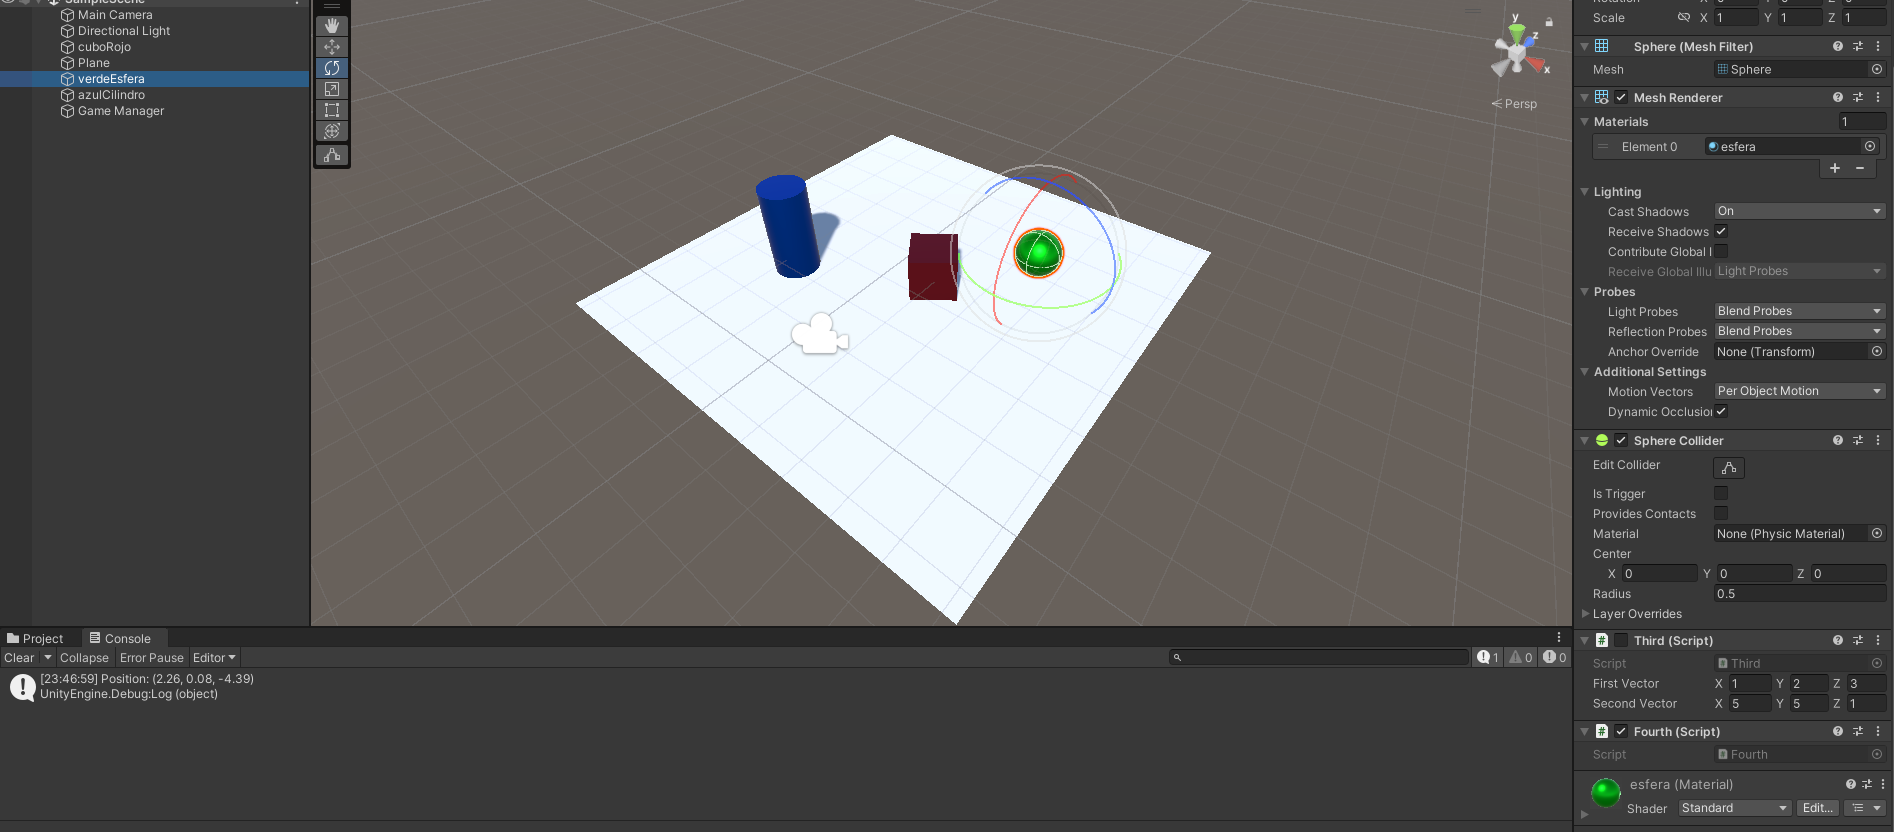 SampleScene
Main Camera
Directional Light
cuboRojo
Plane
verdeEsfera
azulCilindro
Game Manager
y
z
x
Persp
Rotation
Scale X 1 Y 1 Z 1
Sphere (Mesh Filter)
Mesh Sphere
Mesh Renderer
Materials 1
Element 0 esfera
Lighting
Cast Shadows On
Receive Shadows
Contribute Global I
Receive Global Illu Light Probes
Probes
Light Probes Blend Probes
Reflection Probes Blend Probes
Anchor Override None (Transform)
Additional Settings
Motion Vectors Per Object Motion
Dynamic Occlusion
Sphere Collider
Edit Collider
Is Trigger
Provides Contacts
Material None (Physic Material)
Center
X 0 Y 0 Z 0
Radius 0.5
Layer Overrides
Third (Script)
Script Third
First Vector X 1 Y 2 Z 3
Second Vector X 5 Y 5 Z 1
Fourth (Script)
Script Fourth
esfera (Material)
Shader Standard Edit...
Project Console
Clear Collapse Error Pause Editor 1 0 0
[23:46:59] Position: (2.26, 0.08, -4.39)
UnityEngine.Debug:Log (object)